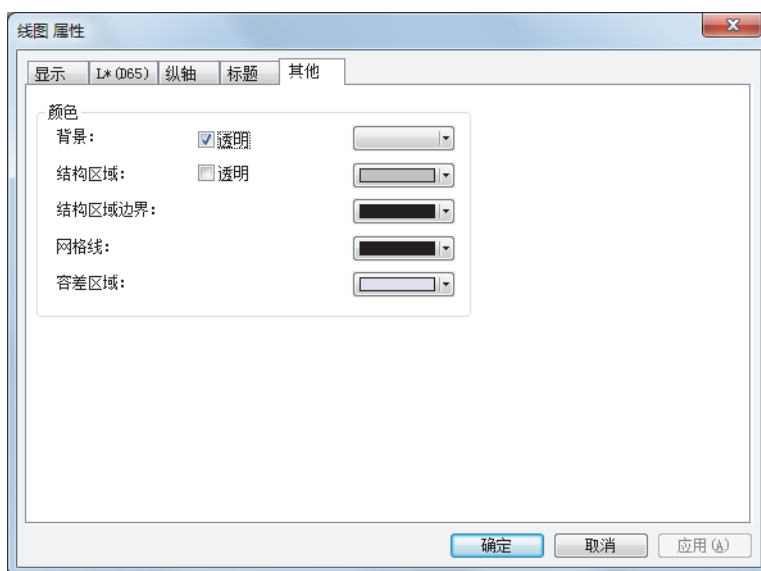 线图 属性
显示 L* (D65) 纵轴 标题 其他
颜色
背景: 透明
结构区域: 透明
结构区域边界:
网格线:
容差区域:
确定 取消 应用(A)